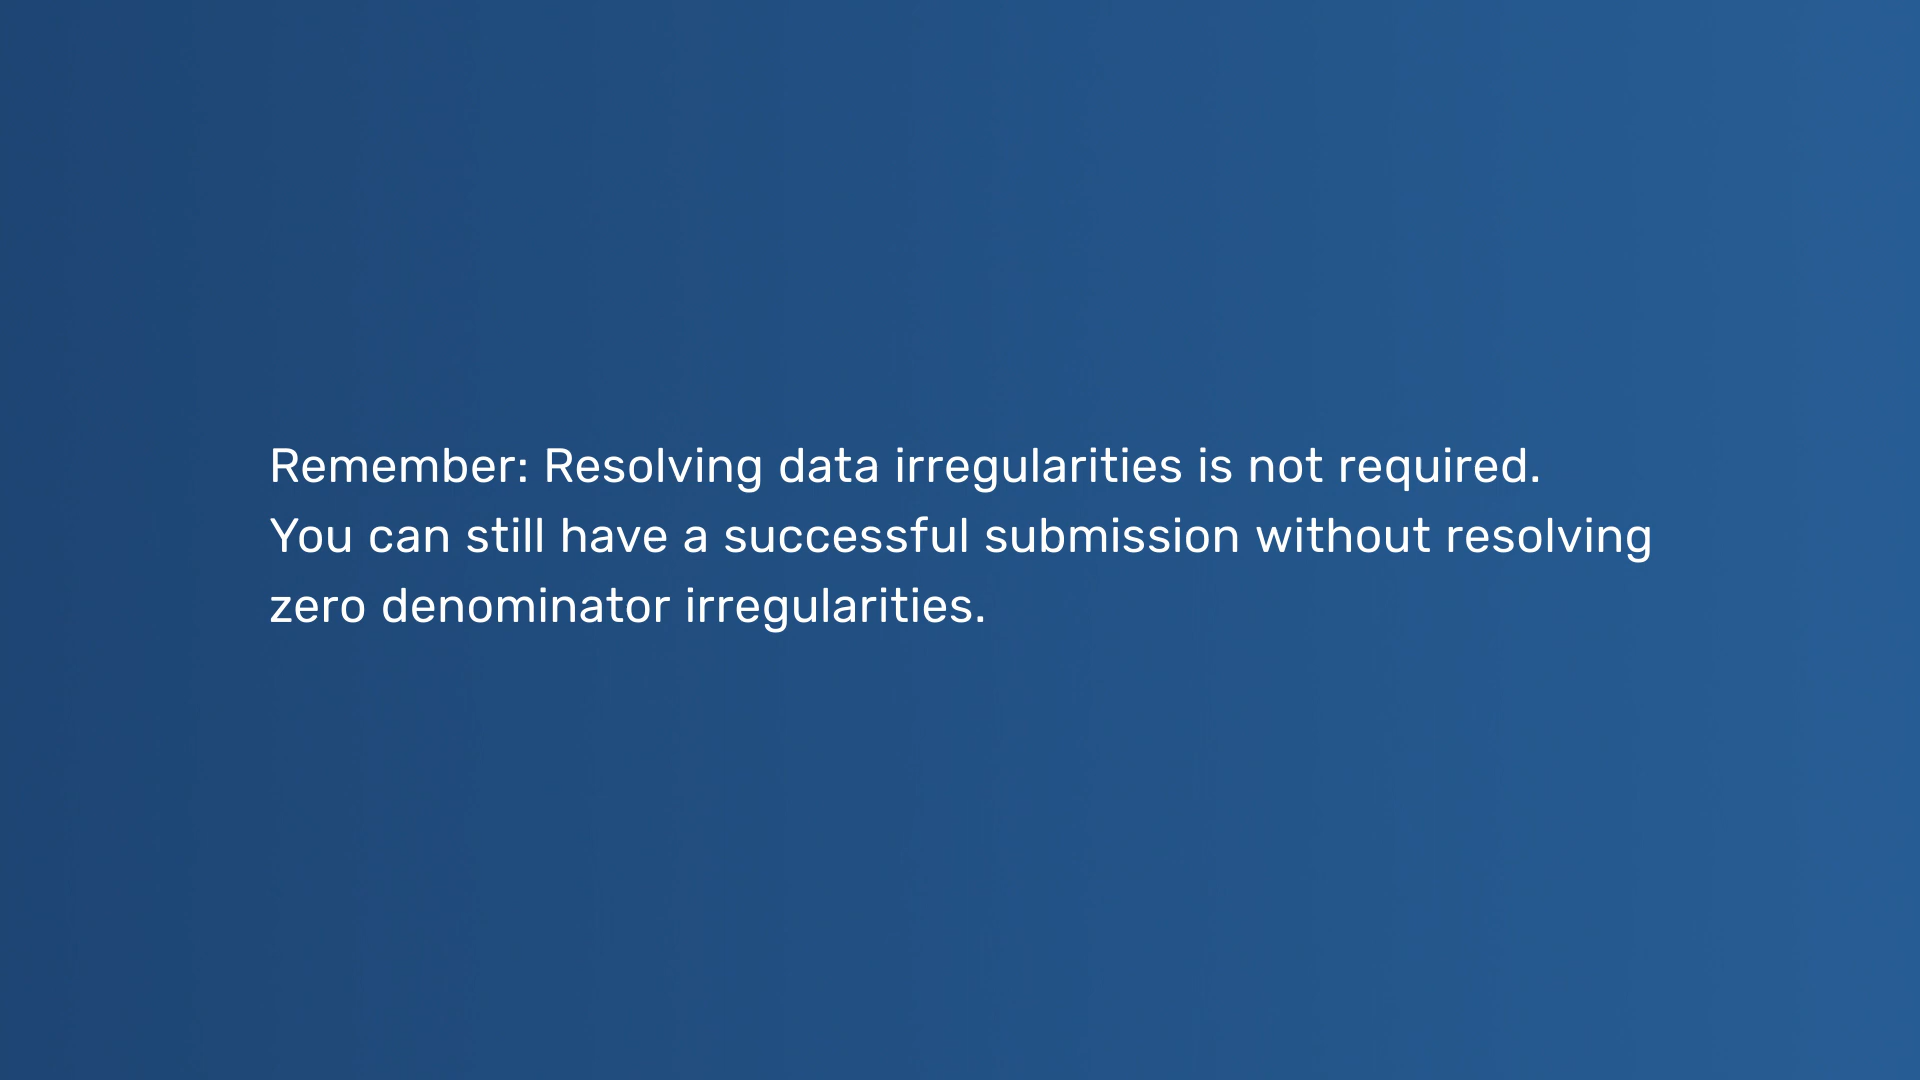 Remember: Resolving data irregularities is not required.
You can still have a successful submission without resolving
zero denominator irregularities.